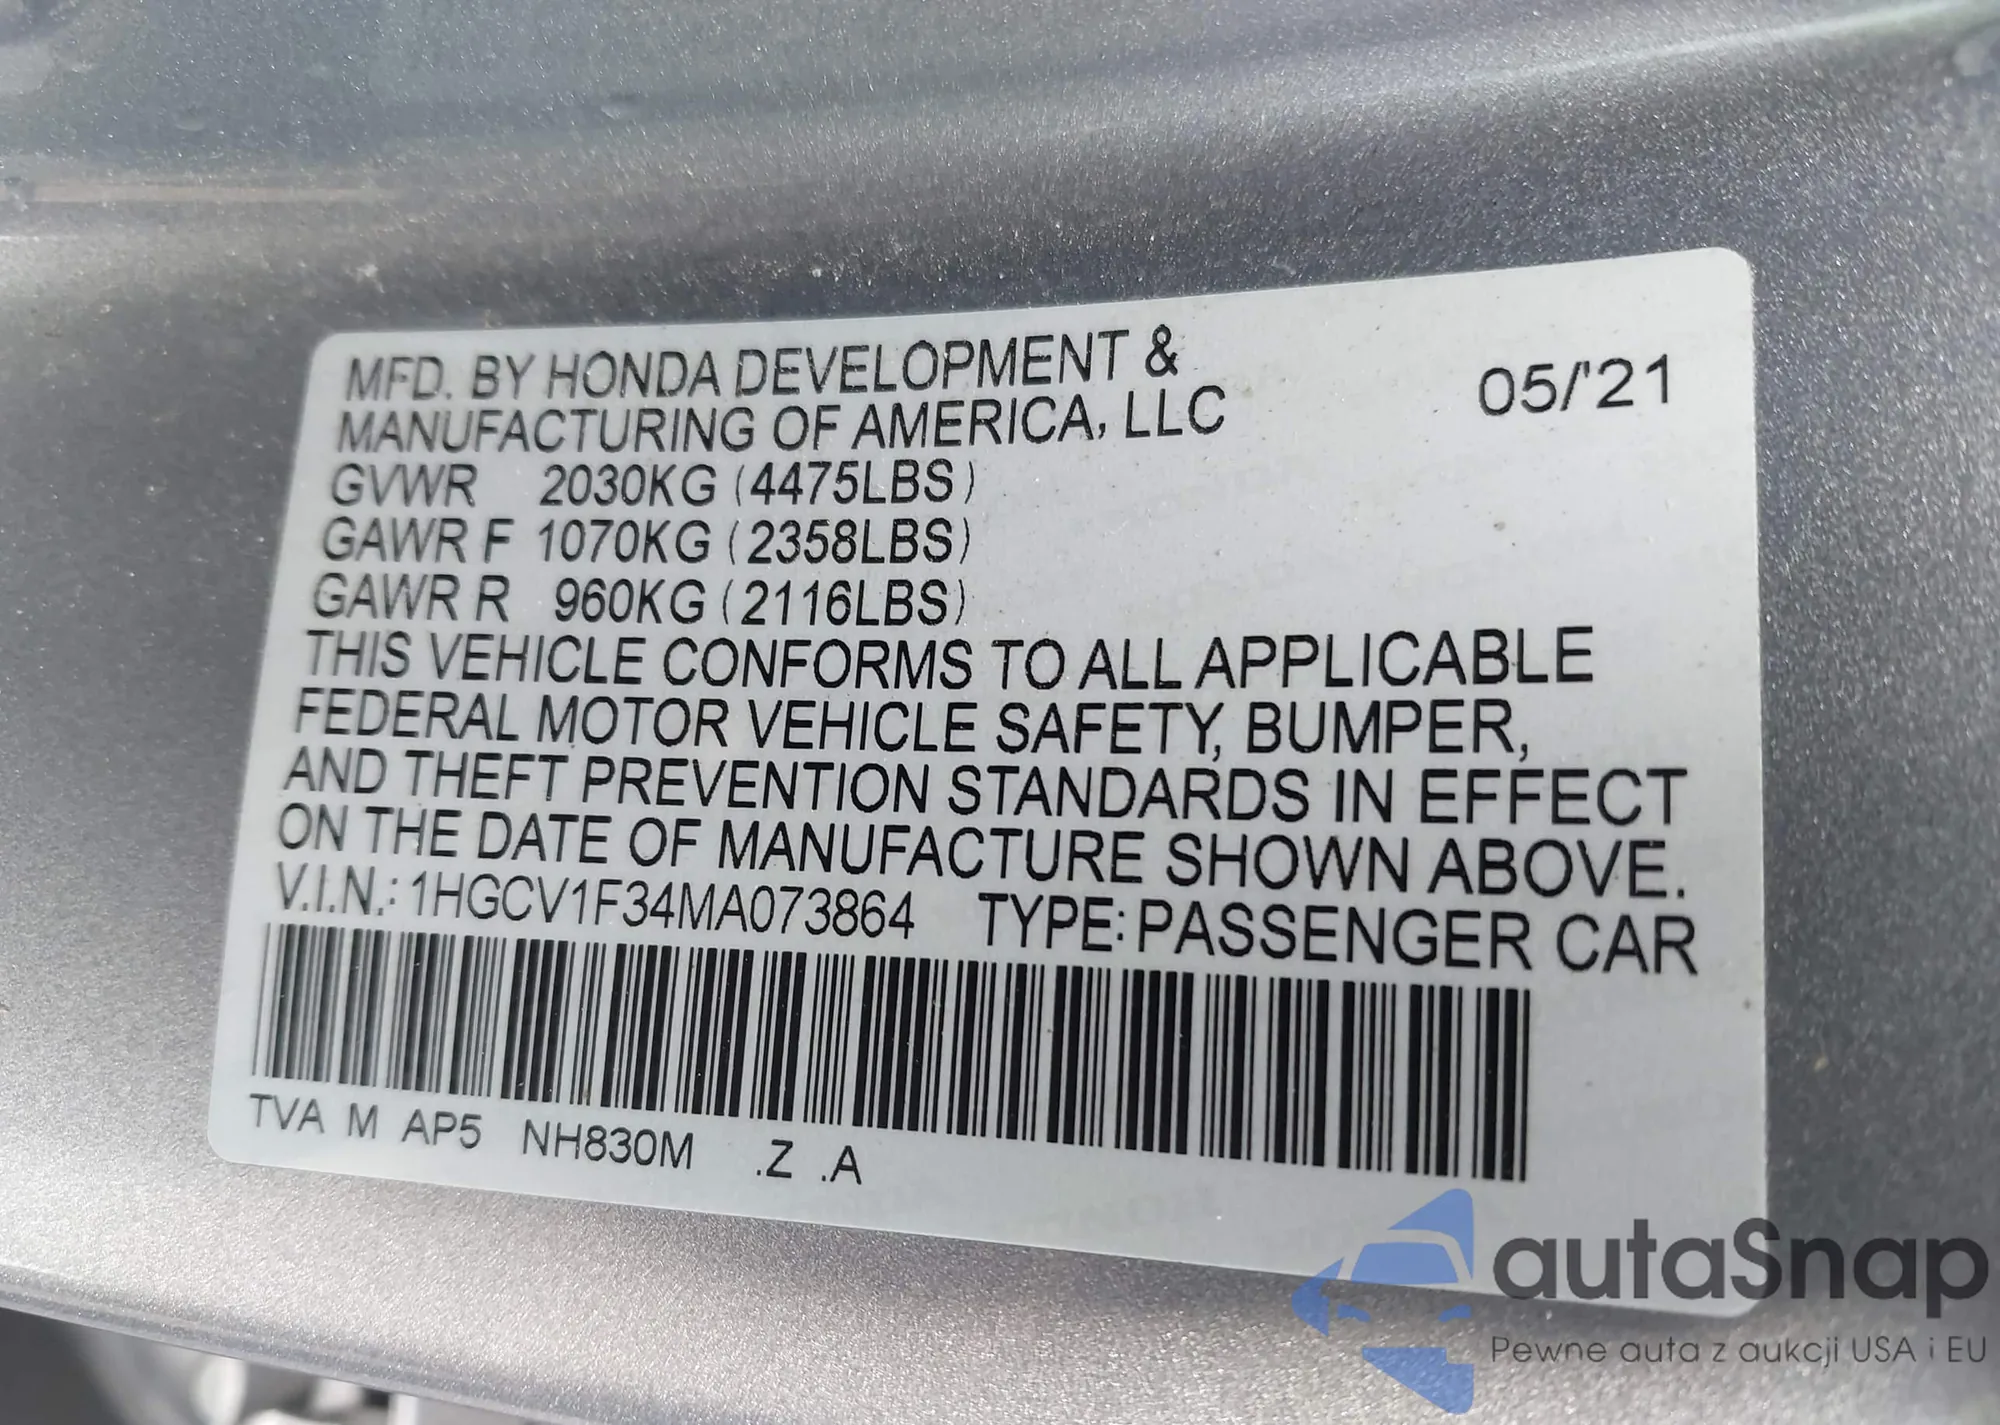 MFD. BY HONDA DEVELOPMENT &
MANUFACTURING OF AMERICA, LLC
05/'21
GVWR 2030KG (4475LBS)
GAWR F 1070KG (2358LBS)
GAWR R 960KG (2116LBS)
THIS VEHICLE CONFORMS TO ALL APPLICABLE
FEDERAL MOTOR VEHICLE SAFETY, BUMPER,
AND THEFT PREVENTION STANDARDS IN EFFECT
ON THE DATE OF MANUFACTURE SHOWN ABOVE.
V.I.N.: 1HGCV1F34MA073864 TYPE: PASSENGER CAR
TVA M AP5 NH830M .Z .A
autaSnap
Pewne auta z aukcji USA i EU